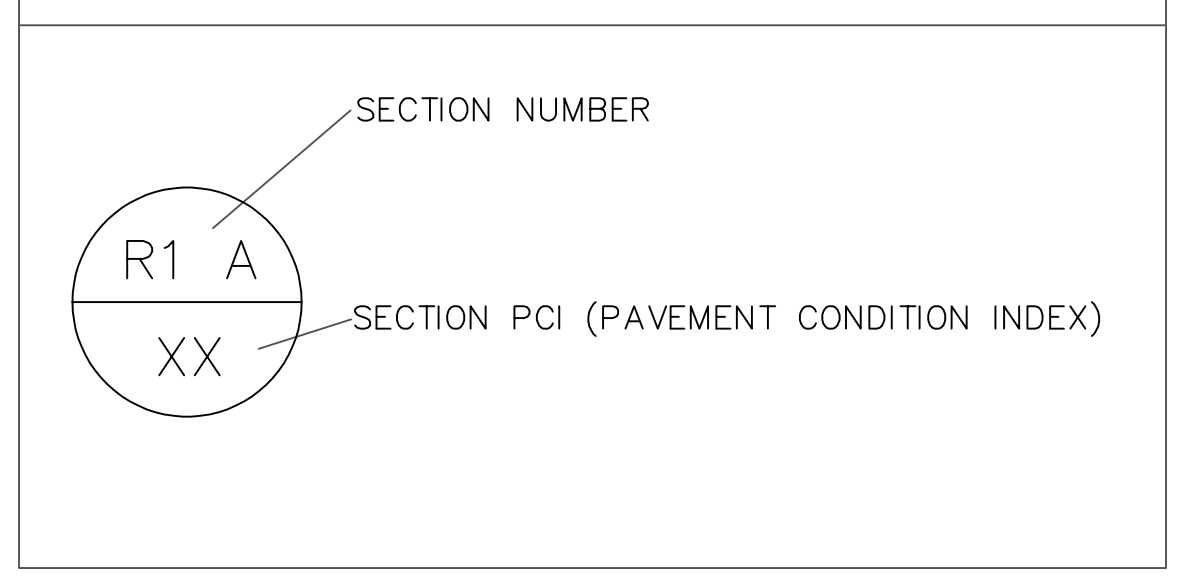 SECTION NUMBER
R1 A
SECTION PCI (PAVEMENT CONDITION INDEX)
XX